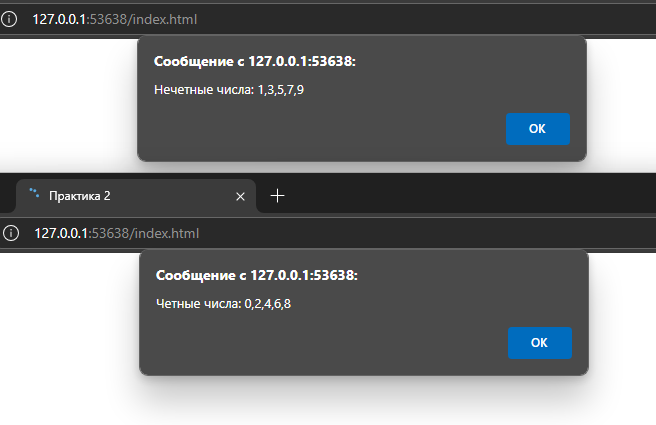 127.0.0.1:53638/index.html
Сообщение с 127.0.0.1:53638:
Нечетные числа: 1,3,5,7,9
ОК
Практика 2
127.0.0.1:53638/index.html
Сообщение с 127.0.0.1:53638:
Четные числа: 0,2,4,6,8
ОК